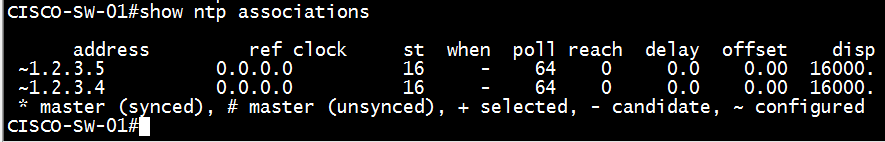 CISCO-SW-01#show ntp associations
address ref clock st when poll reach delay offset disp
~1.2.3.5 0.0.0.0 16 - 64 0 0.0 0.00 16000.
~1.2.3.4 0.0.0.0 16 - 64 0 0.0 0.00 16000.
* master (synced), # master (unsynced), + selected, - candidate, ~ configured
CISCO-SW-01#